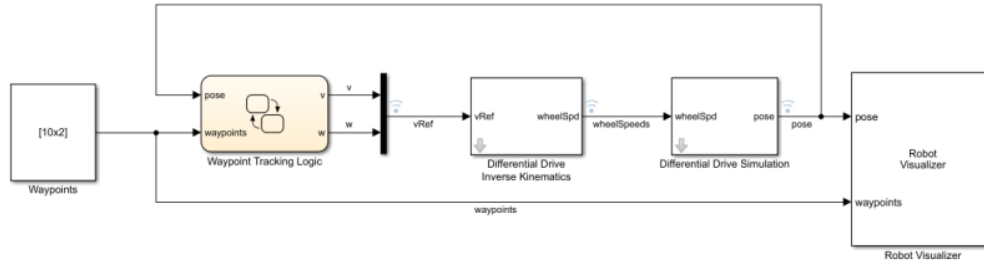 [10x2]
Waypoints
pose
waypoints
v
w
Waypoint Tracking Logic
v
w
vRef
vRef
wheelSpd
Differential Drive
Inverse Kinematics
wheelSpeeds
wheelSpd
pose
Differential Drive Simulation
pose
pose
Robot
Visualizer
waypoints
Robot Visualizer
waypoints